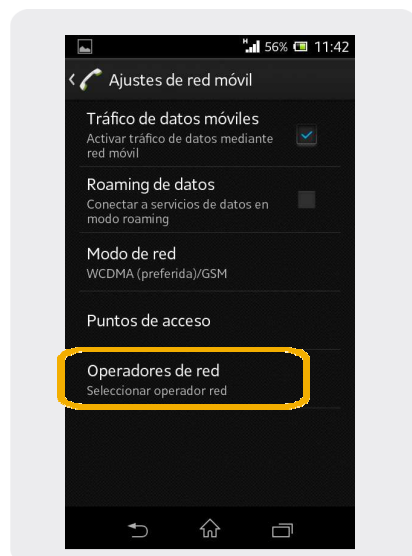 H 56% 11:42
Ajustes de red móvil
Tráfico de datos móviles
Activar tráfico de datos mediante
red móvil
Roaming de datos
Conectar a servicios de datos en
modo roaming
Modo de red
WCDMA (preferida)/GSM
Puntos de acceso
Operadores de red
Seleccionar operador red